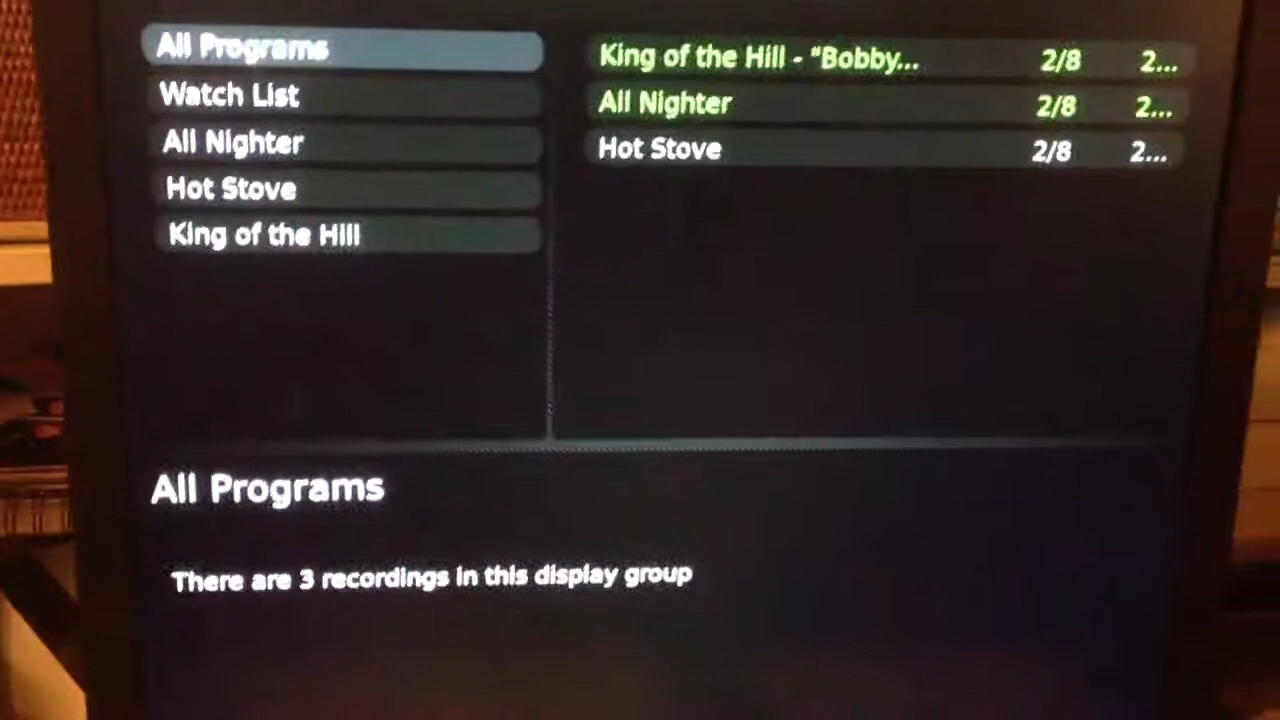 All Programs
Watch List
All Nighter
Hot Stove
King of the Hill
King of the Hill - "Bobby... 2/8 2...
All Nighter 2/8 2...
Hot Stove 2/8 2...
All Programs
There are 3 recordings in this display group